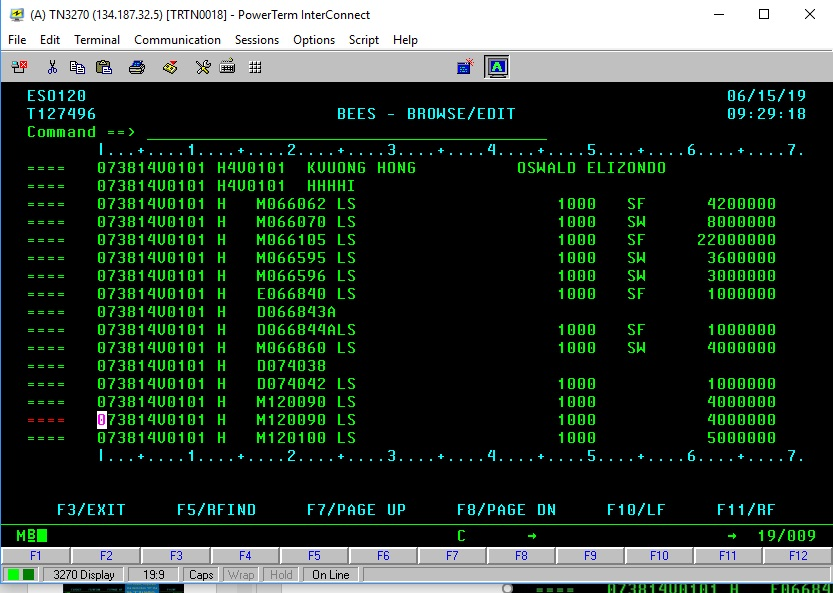 (A) TN3270 (134.187.32.5) [TRTN0018] - PowerTerm InterConnect
File Edit Terminal Communication Sessions Options Script Help
ESO120 06/15/19
T127496 BEES - BROWSE/EDIT 09:29:18
Command ==> ________________________________________
|...+....1....+....2....+....3....+....4....+....5....+....6....+....7.
==== 073814V0101 H4V0101 KVUONG HONG OSWALD ELIZONDO
==== 073814V0101 H4V0101 HHHHI
==== 073814V0101 H M066062 LS 1000 SF 4200000
==== 073814V0101 H M066070 LS 1000 SW 8000000
==== 073814V0101 H M066105 LS 1000 SF 22000000
==== 073814V0101 H M066595 LS 1000 SW 3600000
==== 073814V0101 H M066596 LS 1000 SW 3000000
==== 073814V0101 H E066840 LS 1000 SF 1000000
==== 073814V0101 H D066843A
==== 073814V0101 H D066844ALS 1000 SF 1000000
==== 073814V0101 H M066860 LS 1000 SW 4000000
==== 073814V0101 H D074038
==== 073814V0101 H D074042 LS 1000 1000000
==== 073814V0101 H M120090 LS 1000 4000000
==== 073814V0101 H M120090 LS 1000 4000000
==== 073814V0101 H M120100 LS 1000 5000000
|...+....1....+....2....+....3....+....4....+....5....+....6....+....7.
F3/EXIT F5/RFIND F7/PAGE UP F8/PAGE DN F10/LF F11/RF
MB C → → 19/009
F1 F2 F3 F4 F5 F6 F7 F8 F9 F10 F11 F12
3270 Display 19:9 Caps Wrap Hold On Line